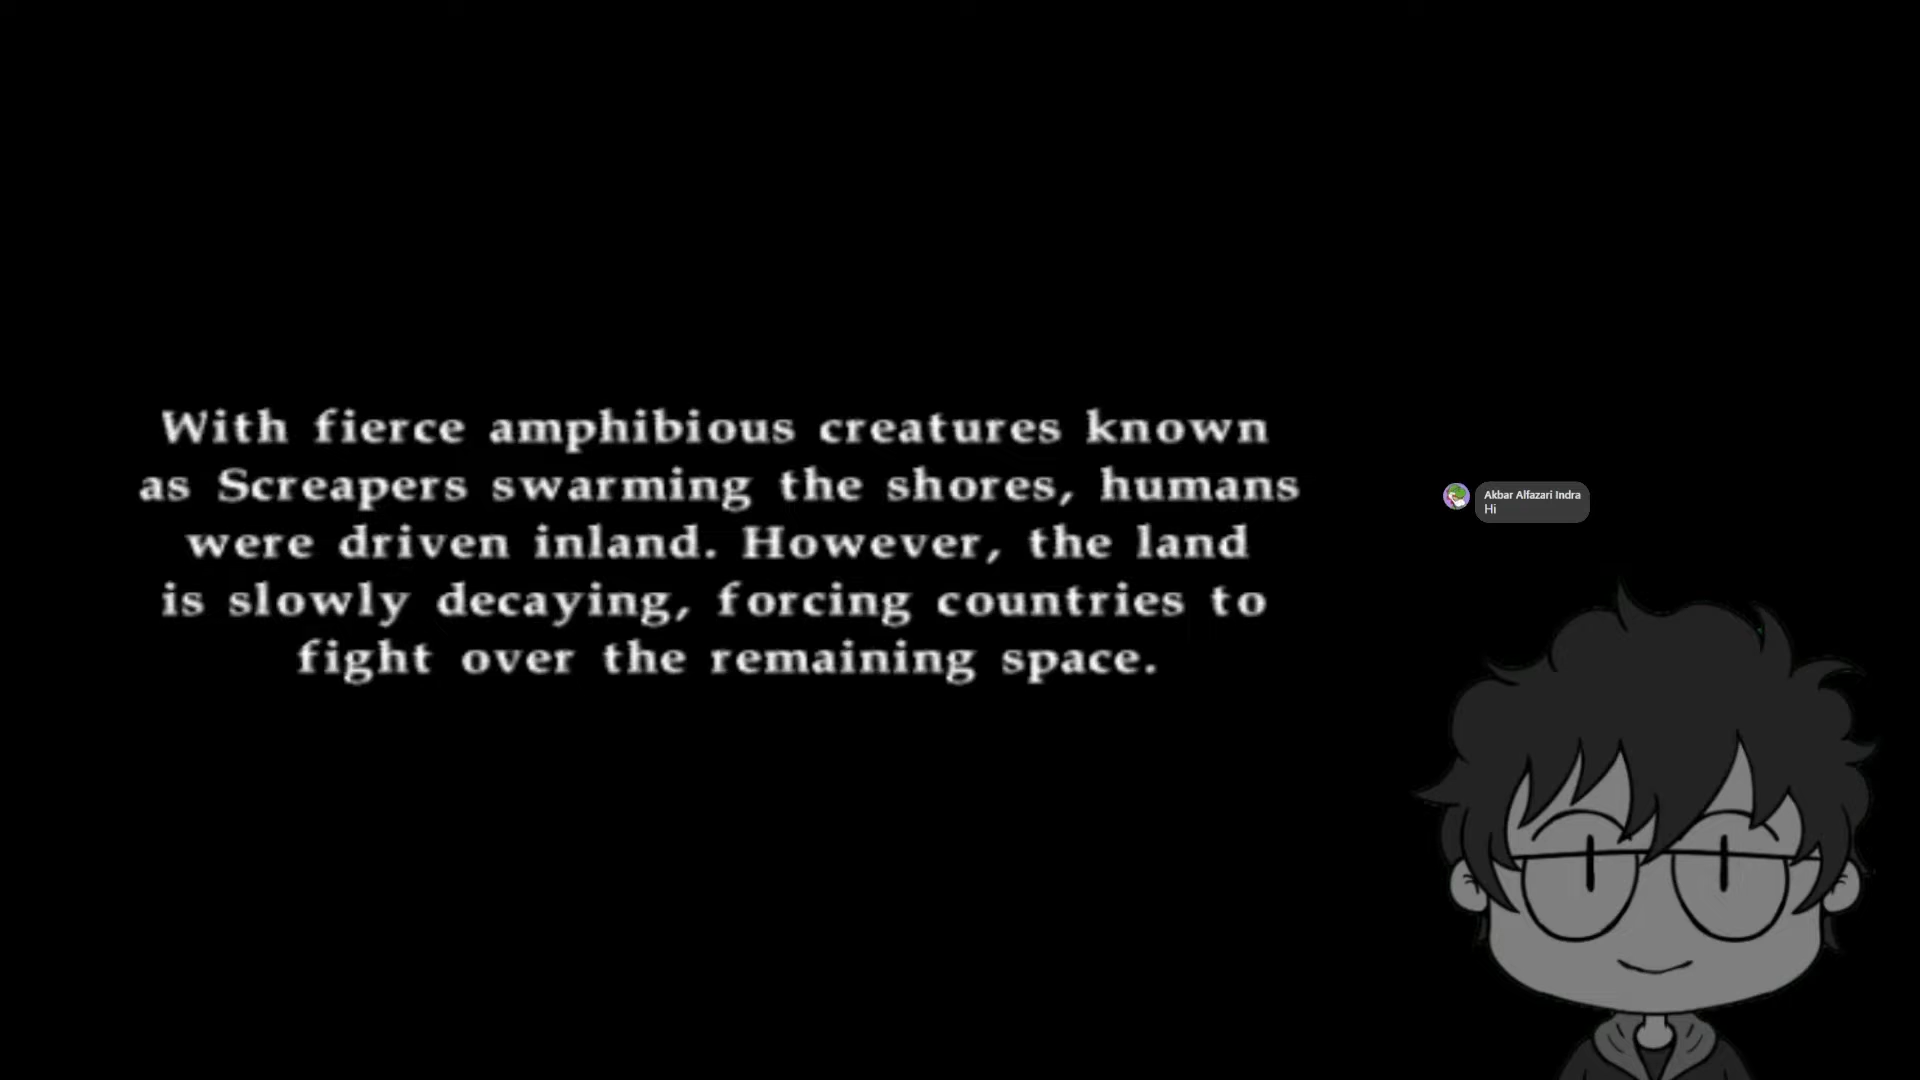 With fierce amphibious creatures known
as Screapers swarming the shores, humans
were driven inland. However, the land
is slowly decaying, forcing countries to
fight over the remaining space.
Akbar Alfazari Indra
Hi